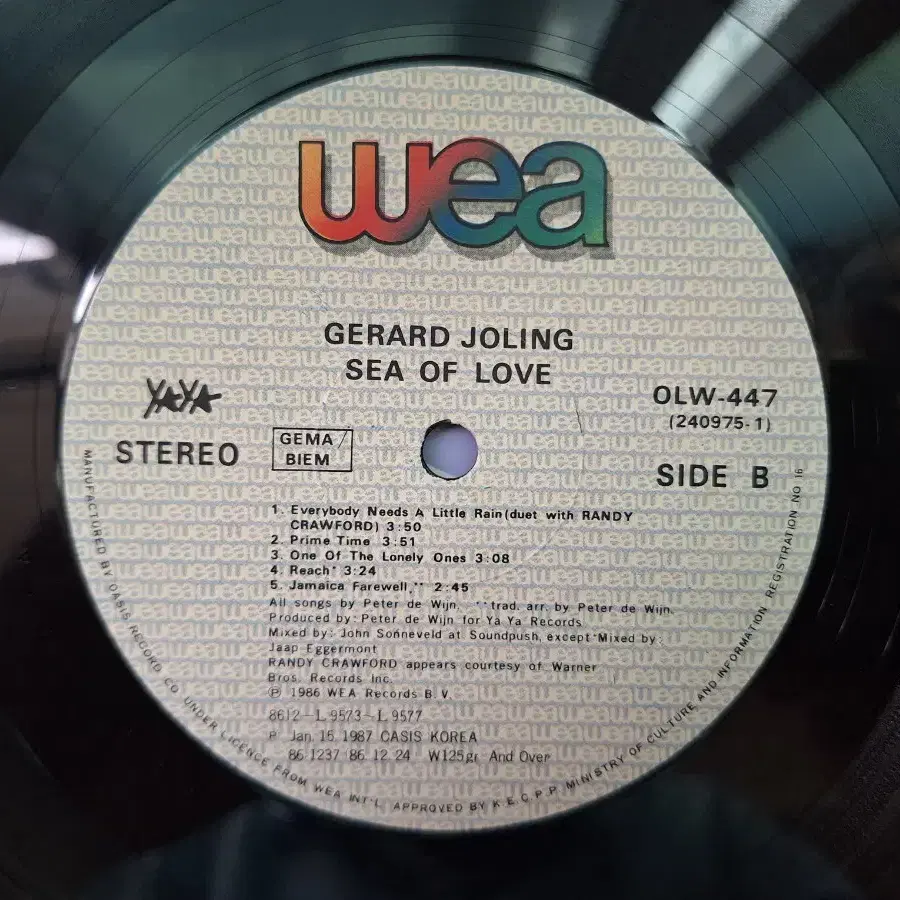 wea
GERARD JOLING
SEA OF LOVE
YAYA
STEREO
GEMA
BIEM
OLW-447
(240975-1)
SIDE B
1. Everybody Needs A Little Rain(duet with RANDY
CRAWFORD) 3:50
2. Prime Time 3:51
3. One Of The Lonely Ones 3:08
4. Reach* 3:24
5. Jamaica Farewell,** 2:45
All songs by Peter de Wijn, **trad. arr. by Peter de Wijn.
Produced by: Peter de Wijn for Ya Ya Records
Mixed by: John Sonneveld at Soundpush, except *Mixed by:
Jaap Eggermont
RANDY CRAWFORD appears courtesy of Warner
Bros. Records Inc.
Ⓟ 1986 WEA Records B.V.
8612-L9573~L9577
P Jan. 15. 1987 OASIS KOREA
86.1237 '86.12.24 W125gr And Over
MANUFACTURED BY OASIS RECORD CO. UNDER LICENCE FROM WEA INT'L. APPROVED BY K.E.C.P.P. MINISTRY OF CULTURE AND INFORMATION REGISTRATION NO 16